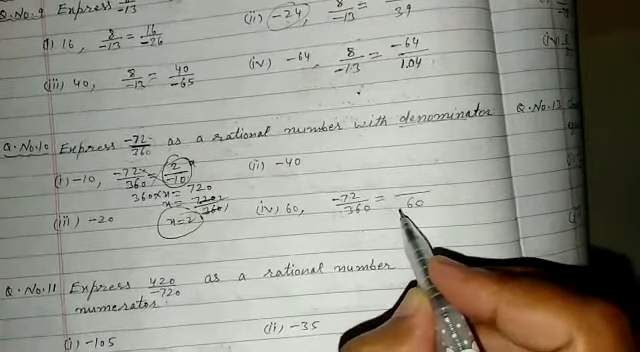 Q.No.9 Express /-13
(i) 16, 8/-13 = 16/-26
(ii) -24, 8/-13 = /39
(iii) 40, 8/-13 = 40/-65
(iv) -64 8/-13 = -64/104
Q.No.10 Express -72/360 as a rational number with denominator Q.No.13
(i) -10, -72/360 = 2/-10
(ii) -40
360×x = 720
x = 720/360
(iii) -20
x=2
(iv) 60, -72/360 = /60
Q.No.11 Express 420/-720 as a rational number
numerator
(i) -105
(ii) -35